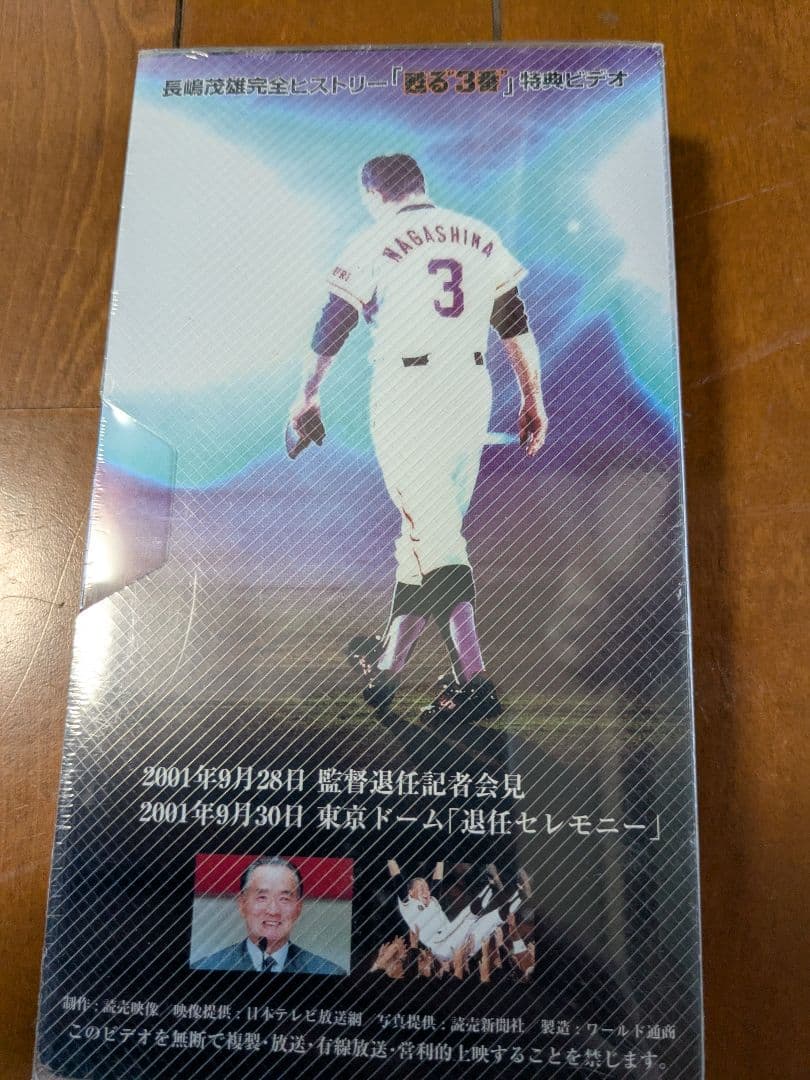 長嶋茂雄完全ヒストリー「甦る"3番"」特典ビデオ
NAGASHIMA
3
URI
2001年9月28日 監督退任記者会見
2001年9月30日 東京ドーム「退任セレモニー」
制作：読売映像／映像提供：日本テレビ放送網／写真提供：読売新聞社 製造：ワールド通商
このビデオを無断で複製・放送・有線放送・営利的上映することを禁じます。